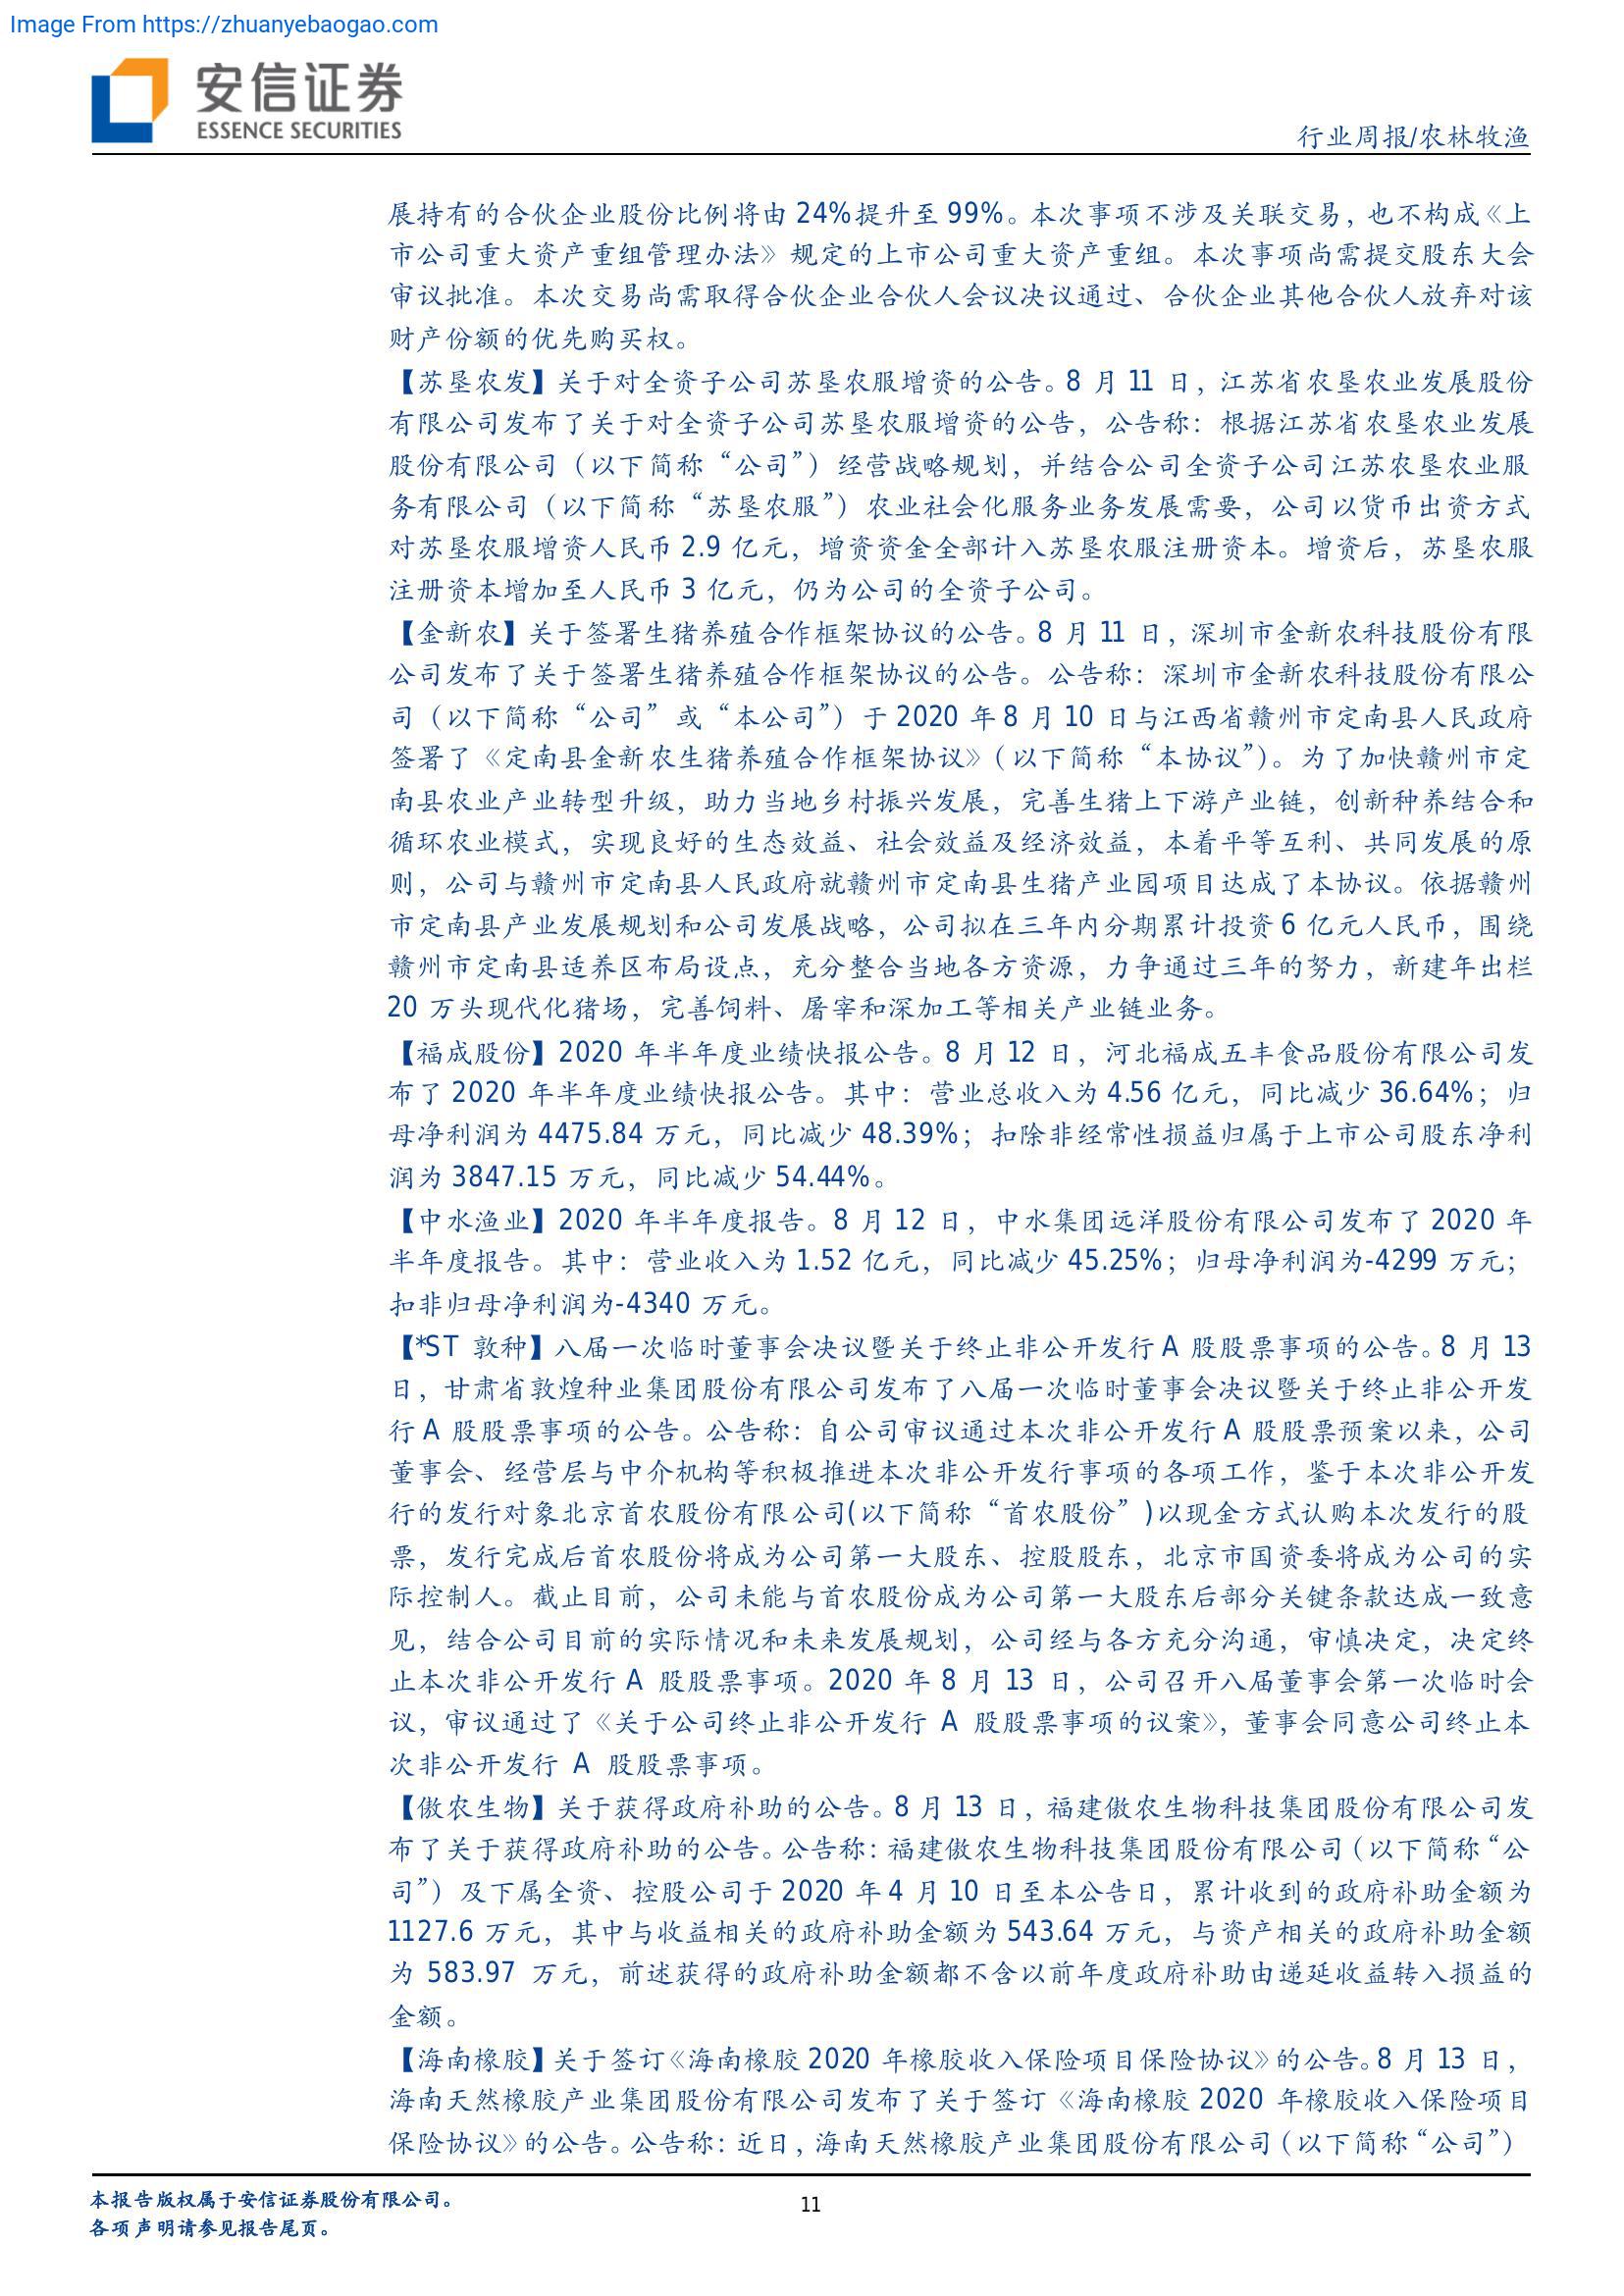 Image From https://zhuanyebaogao.com
安信证券
ESSENCE SECURITIES
行业周报/农林牧渔
展持有的合伙企业股份比例将由 24%提升至 99%。本次事项不涉及关联交易，也不构成《上
市公司重大资产重组管理办法》规定的上市公司重大资产重组。本次事项尚需提交股东大会
审议批准。本次交易尚需取得合伙企业合伙人会议决议通过、合伙企业其他合伙人放弃对该
财产份额的优先购买权。
【苏垦农发】关于对全资子公司苏垦农服增资的公告。8 月 11 日，江苏省农垦农业发展股份
有限公司发布了关于对全资子公司苏垦农服增资的公告，公告称：根据江苏省农垦农业发展
股份有限公司（以下简称“公司”）经营战略规划，并结合公司全资子公司江苏农垦农业服
务有限公司（以下简称“苏垦农服”）农业社会化服务业务发展需要，公司以货币出资方式
对苏垦农服增资人民币 2.9 亿元，增资资金全部计入苏垦农服注册资本。增资后，苏垦农服
注册资本增加至人民币 3 亿元，仍为公司的全资子公司。
【金新农】关于签署生猪养殖合作框架协议的公告。8 月 11 日，深圳市金新农科技股份有限
公司发布了关于签署生猪养殖合作框架协议的公告。公告称：深圳市金新农科技股份有限公
司（以下简称“公司”或“本公司”）于 2020 年 8 月 10 日与江西省赣州市定南县人民政府
签署了《定南县金新农生猪养殖合作框架协议》（以下简称“本协议”）。为了加快赣州市定
南县农业产业转型升级，助力当地乡村振兴发展，完善生猪上下游产业链，创新种养结合和
循环农业模式，实现良好的生态效益、社会效益及经济效益，本着平等互利、共同发展的原
则，公司与赣州市定南县人民政府就赣州市定南县生猪产业园项目达成了本协议。依据赣州
市定南县产业发展规划和公司发展战略，公司拟在三年内分期累计投资 6 亿元人民币，围绕
赣州市定南县适养区布局设点，充分整合当地各方资源，力争通过三年的努力，新建年出栏
20 万头现代化猪场，完善饲料、屠宰和深加工等相关产业链业务。
【福成股份】2020 年半年度业绩快报公告。8 月 12 日，河北福成五丰食品股份有限公司发
布了 2020 年半年度业绩快报公告。其中：营业总收入为 4.56 亿元，同比减少 36.64%；归
母净利润为 4475.84 万元，同比减少 48.39%；扣除非经常性损益归属于上市公司股东净利
润为 3847.15 万元，同比减少 54.44%。
【中水渔业】2020 年半年度报告。8 月 12 日，中水集团远洋股份有限公司发布了 2020 年
半年度报告。其中：营业收入为 1.52 亿元，同比减少 45.25%；归母净利润为-4299 万元；
扣非归母净利润为-4340 万元。
【*ST 敦种】八届一次临时董事会决议暨关于终止非公开发行 A 股股票事项的公告。8 月 13
日，甘肃省敦煌种业集团股份有限公司发布了八届一次临时董事会决议暨关于终止非公开发
行 A 股股票事项的公告。公告称：自公司审议通过本次非公开发行 A 股股票预案以来，公司
董事会、经营层与中介机构等积极推进本次非公开发行事项的各项工作，鉴于本次非公开发
行的发行对象北京首农股份有限公司(以下简称“首农股份”)以现金方式认购本次发行的股
票，发行完成后首农股份将成为公司第一大股东、控股股东，北京市国资委将成为公司的实
际控制人。截止目前，公司未能与首农股份成为公司第一大股东后部分关键条款达成一致意
见，结合公司目前的实际情况和未来发展规划，公司经与各方充分沟通，审慎决定，决定终
止本次非公开发行 A 股股票事项。2020 年 8 月 13 日，公司召开八届董事会第一次临时会
议，审议通过了《关于公司终止非公开发行 A 股股票事项的议案》，董事会同意公司终止本
次非公开发行 A 股股票事项。
【傲农生物】关于获得政府补助的公告。8 月 13 日，福建傲农生物科技集团股份有限公司发
布了关于获得政府补助的公告。公告称：福建傲农生物科技集团股份有限公司（以下简称“公
司”）及下属全资、控股公司于 2020 年 4 月 10 日至本公告日，累计收到的政府补助金额为
1127.6 万元，其中与收益相关的政府补助金额为 543.64 万元，与资产相关的政府补助金额
为 583.97 万元，前述获得的政府补助金额都不含以前年度政府补助由递延收益转入损益的
金额。
【海南橡胶】关于签订《海南橡胶 2020 年橡胶收入保险项目保险协议》的公告。8 月 13 日，
海南天然橡胶产业集团股份有限公司发布了关于签订《海南橡胶 2020 年橡胶收入保险项目
保险协议》的公告。公告称：近日，海南天然橡胶产业集团股份有限公司（以下简称“公司”）
本报告版权属于安信证券股份有限公司。
11
各项声明请参见报告尾页。